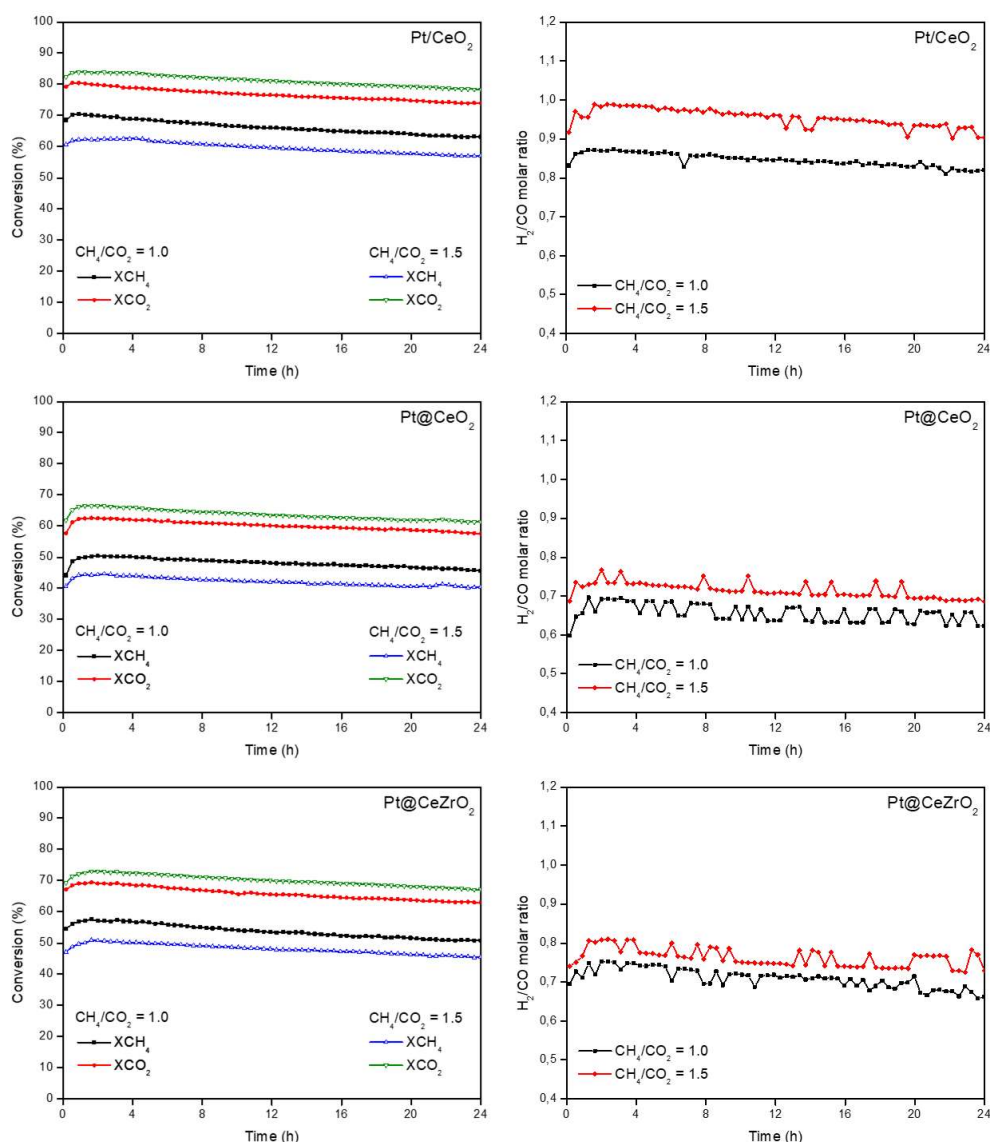 Pt/CeO₂
100
90
80
70
60
50
40
30
20
10
0
Conversion (%)
CH₄/CO₂ = 1.0
XCH₄
XCO₂
CH₄/CO₂ = 1.5
XCH₄
XCO₂
0 4 8 12 16 20 24
Time (h)
Pt/CeO₂
1,2
1,1
1,0
0,9
0,8
0,7
0,6
0,5
0,4
H₂/CO molar ratio
CH₄/CO₂ = 1.0
CH₄/CO₂ = 1.5
0 4 8 12 16 20 24
Time (h)
Pt@CeO₂
100
90
80
70
60
50
40
30
20
10
0
Conversion (%)
CH₄/CO₂ = 1.0
XCH₄
XCO₂
CH₄/CO₂ = 1.5
XCH₄
XCO₂
0 4 8 12 16 20 24
Time (h)
Pt@CeO₂
1,2
1,1
1,0
0,9
0,8
0,7
0,6
0,5
0,4
H₂/CO molar ratio
CH₄/CO₂ = 1.0
CH₄/CO₂ = 1.5
0 4 8 12 16 20 24
Time (h)
Pt@CeZrO₂
100
90
80
70
60
50
40
30
20
10
0
Conversion (%)
CH₄/CO₂ = 1.0
XCH₄
XCO₂
CH₄/CO₂ = 1.5
XCH₄
XCO₂
0 4 8 12 16 20 24
Time (h)
Pt@CeZrO₂
1,2
1,1
1,0
0,9
0,8
0,7
0,6
0,5
0,4
H₂/CO molar ratio
CH₄/CO₂ = 1.0
CH₄/CO₂ = 1.5
0 4 8 12 16 20 24
Time (h)